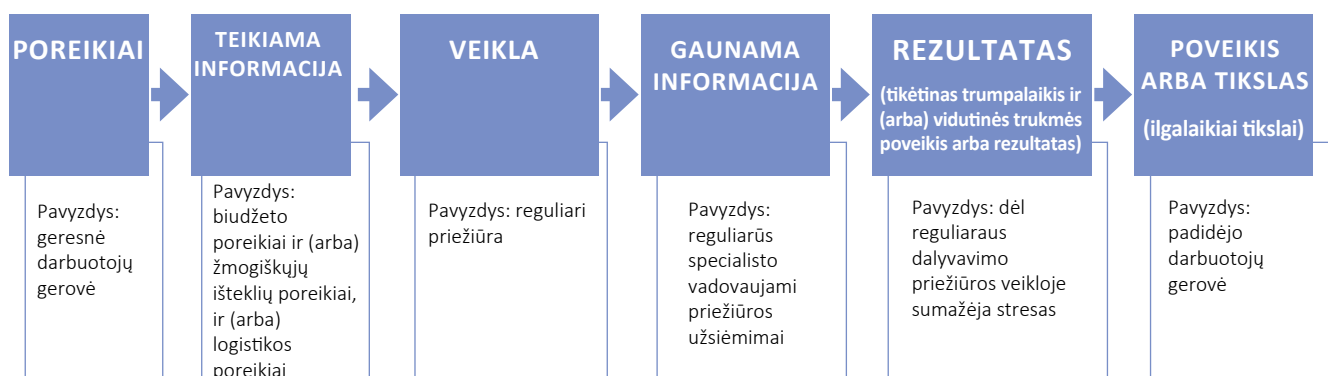 POREIKIAI
Pavyzdys:
geresnė
darbuotojų
gerovė
TEIKIAMA
INFORMACIJA
Pavyzdys:
biudžeto
poreikiai ir (arba)
žmogiškųjų
išteklių poreikiai,
ir (arba)
logistikos
poreikiai
VEIKLA
Pavyzdys: reguliari
priežiūra
GAUNAMA
INFORMACIJA
Pavyzdys:
reguliarūs
specialisto
vadovaujami
priežiūros
užsiėmimai
REZULTATAS
(tikėtinas trumpalaikis ir
(arba) vidutinės trukmės
poveikis arba rezultatas)
Pavyzdys: dėl
reguliaraus
dalyvavimo
priežiūros veikloje
sumažėja stresas
POVEIKIS
ARBA TIKSLAS
(ilgalaikiai tikslai)
Pavyzdys:
padidėjo
darbuotojų
gerovė